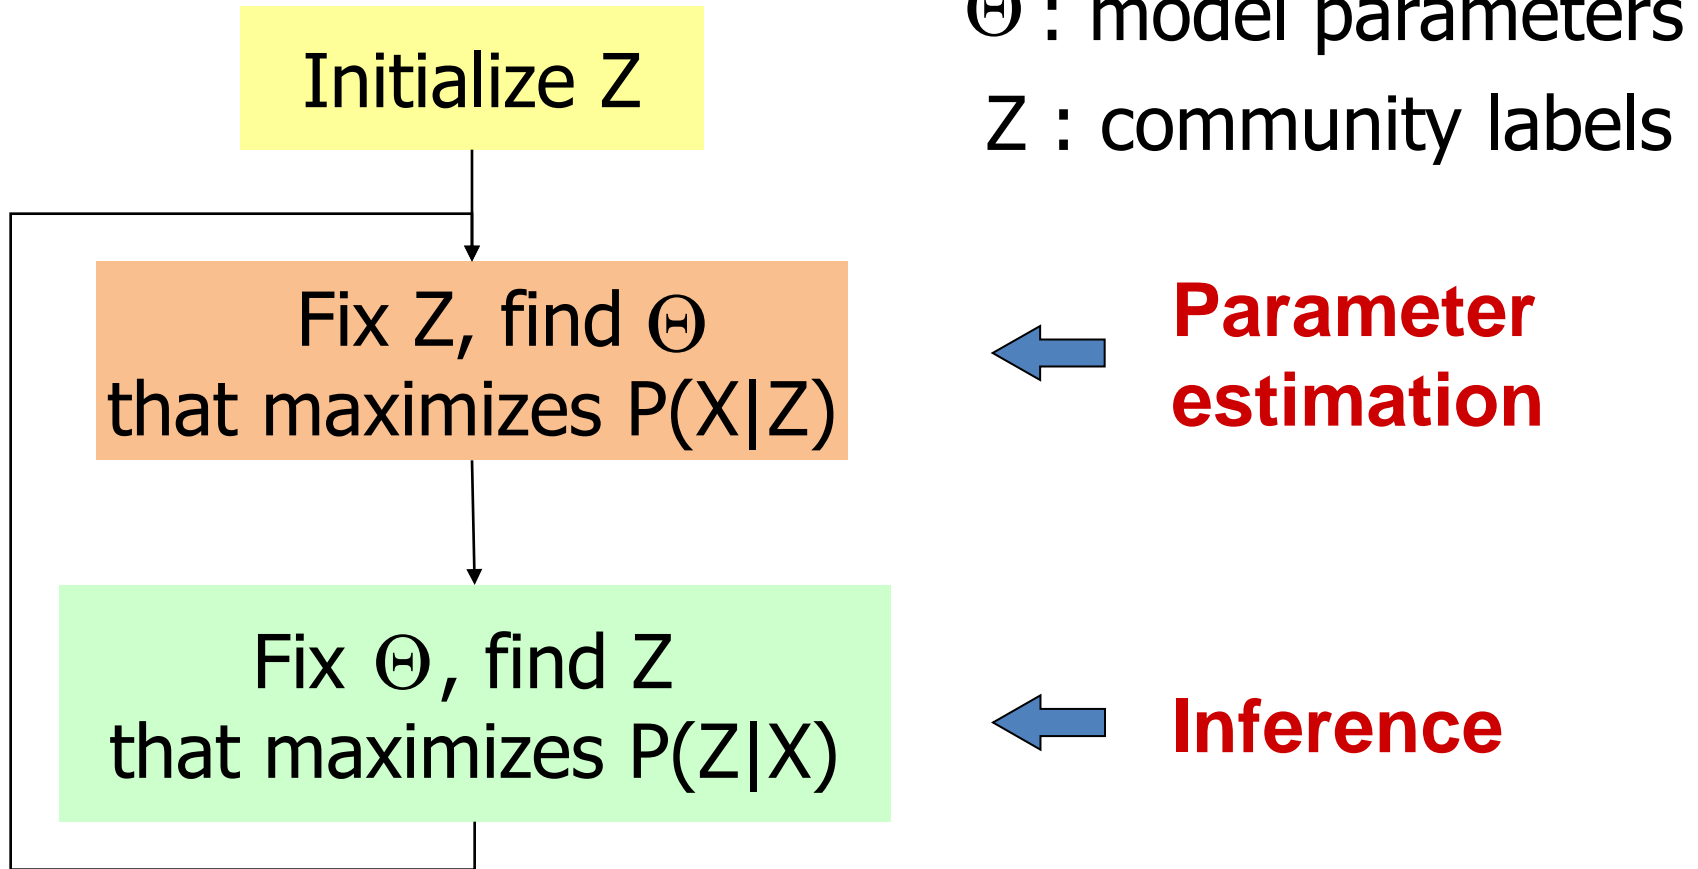 Θ : model parameters
Initialize Z
Z : community labels
Fix Z, find Θ
that maximizes P(X|Z)
Parameter
estimation
Fix Θ, find Z
that maximizes P(Z|X)
Inference